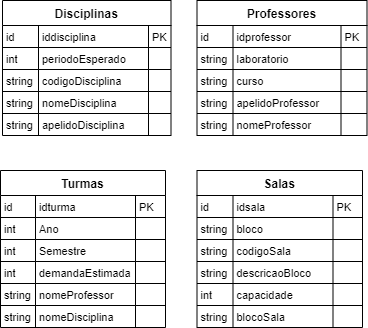 Disciplinas
id iddisciplina PK
int periodoEsperado
string codigoDisciplina
string nomeDisciplina
string apelidoDisciplina
Professores
id idprofessor PK
string laboratorio
string curso
string apelidoProfessor
string nomeProfessor
Turmas
id idturma PK
int Ano
int Semestre
int demandaEstimada
string nomeProfessor
string nomeDisciplina
Salas
id idsala PK
string bloco
string codigoSala
string descricaoBloco
int capacidade
string blocoSala